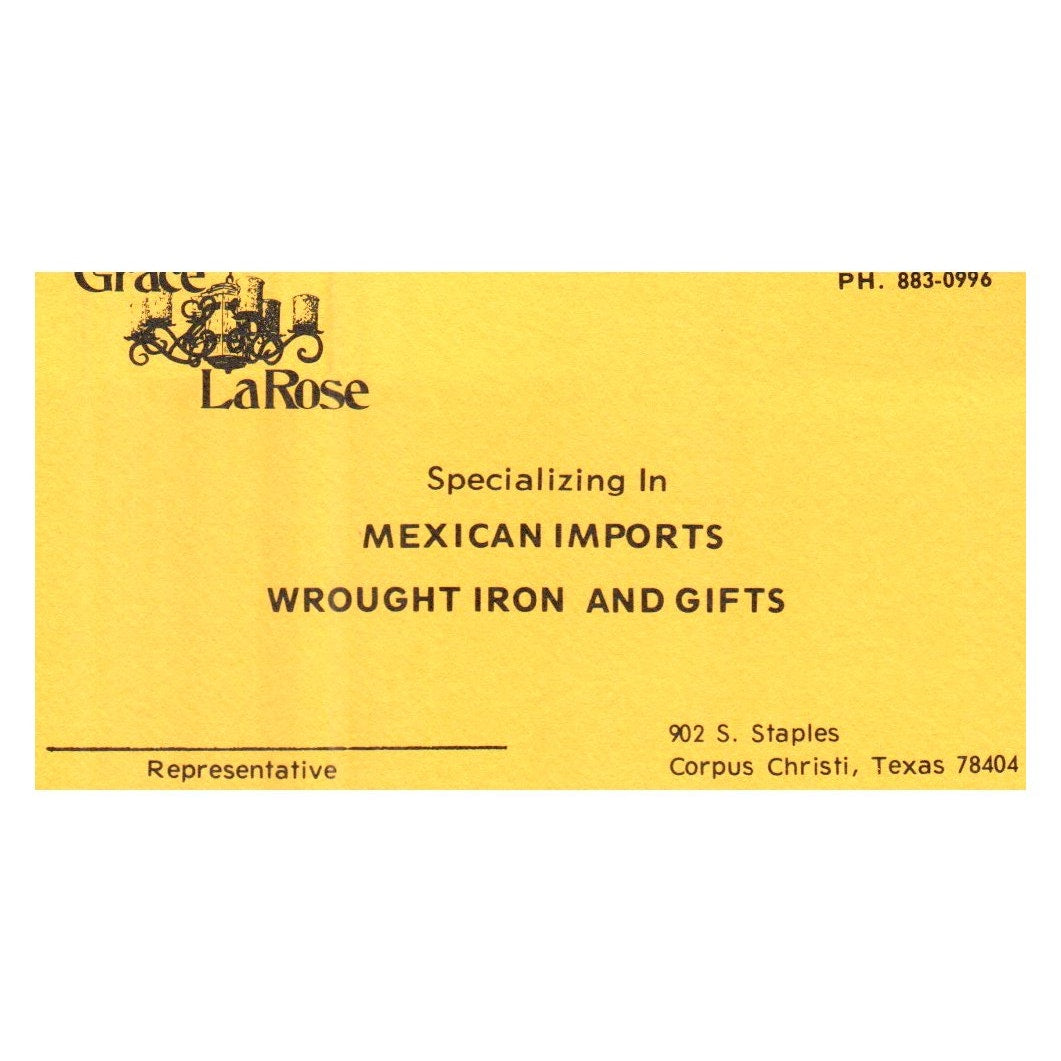 Grace
LaRose
PH. 883-0996
Specializing In
MEXICAN IMPORTS
WROUGHT IRON AND GIFTS
Representative
902 S. Staples
Corpus Christi, Texas 78404